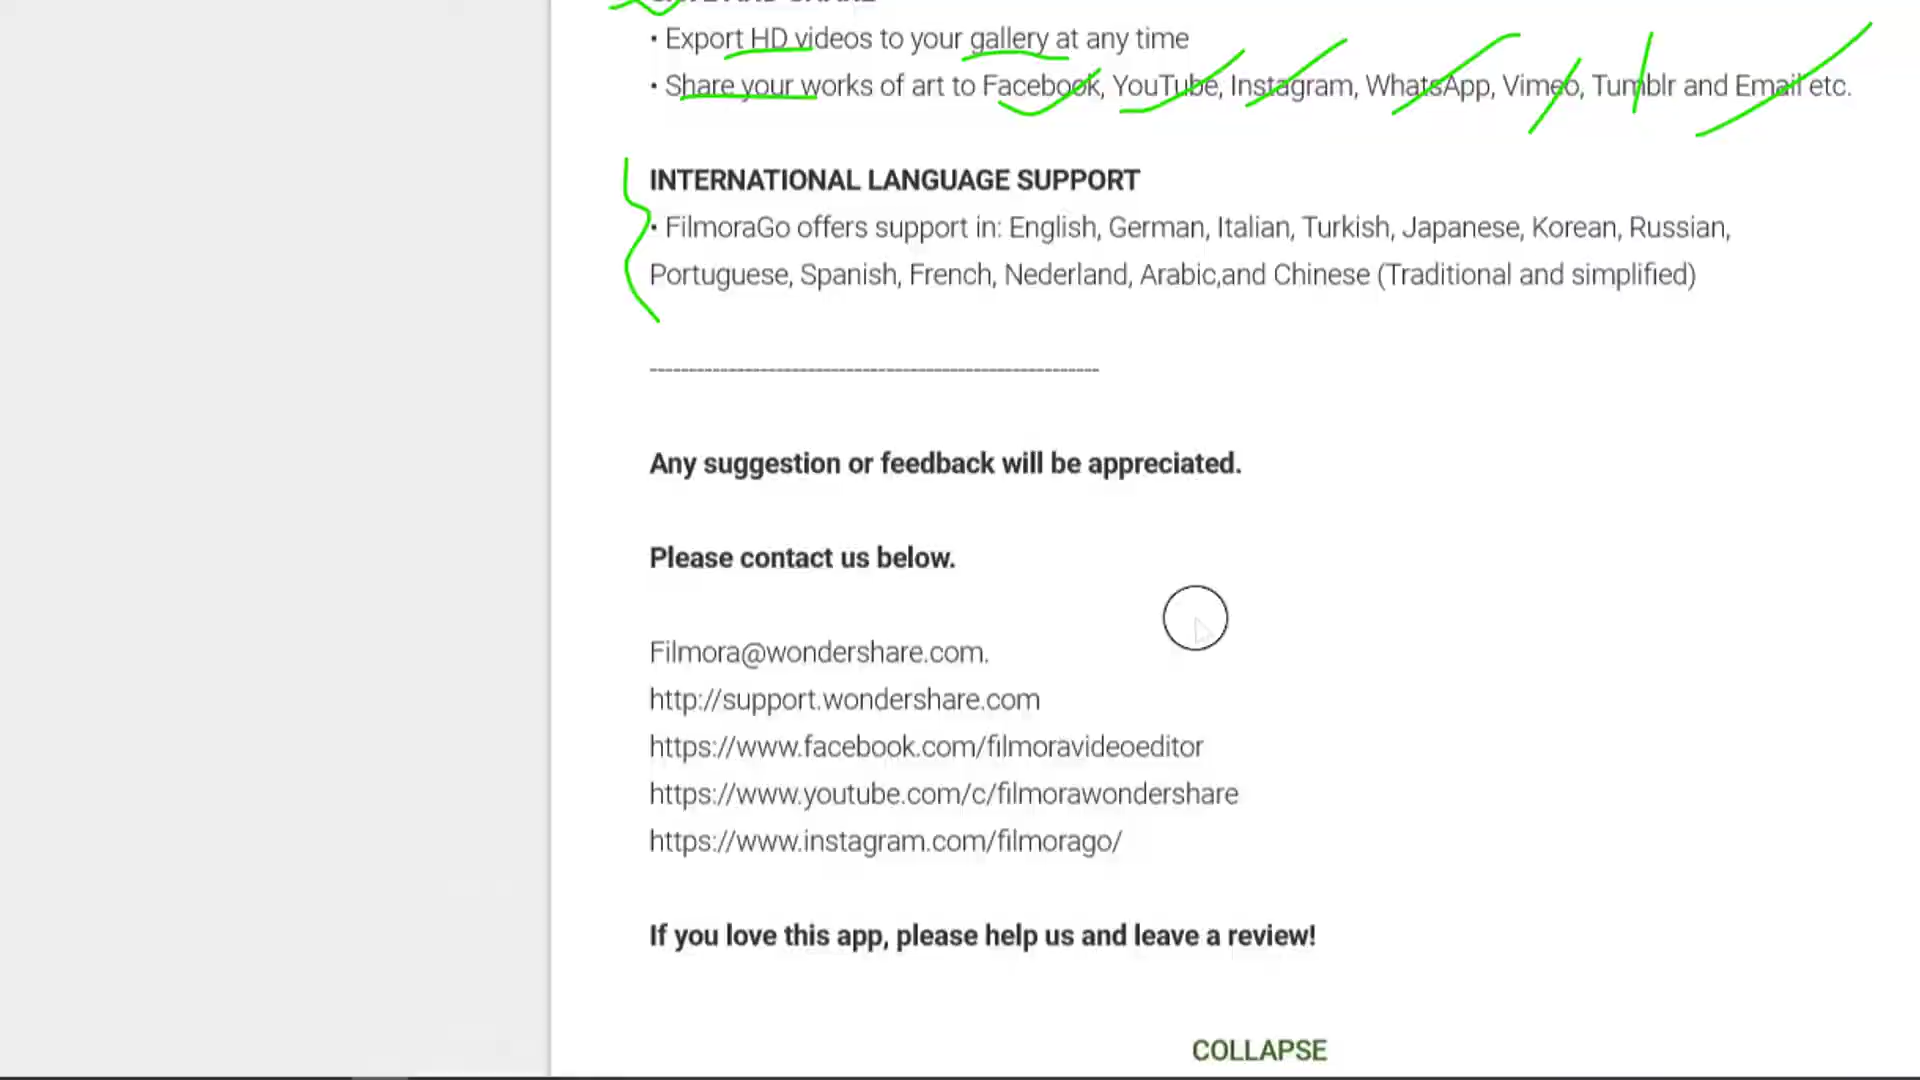 • Export HD videos to your gallery at any time
• Share your works of art to Facebook, YouTube, Instagram, WhatsApp, Vimeo, Tumblr and Email etc.
INTERNATIONAL LANGUAGE SUPPORT
• FilmoraGo offers support in: English, German, Italian, Turkish, Japanese, Korean, Russian,
Portuguese, Spanish, French, Nederland, Arabic,and Chinese (Traditional and simplified)
---------------------------------------------------------
Any suggestion or feedback will be appreciated.
Please contact us below.
Filmora@wondershare.com.
http://support.wondershare.com
https://www.facebook.com/filmoravideoeditor
https://www.youtube.com/c/filmorawondershare
https://www.instagram.com/filmorago/
If you love this app, please help us and leave a review!
COLLAPSE